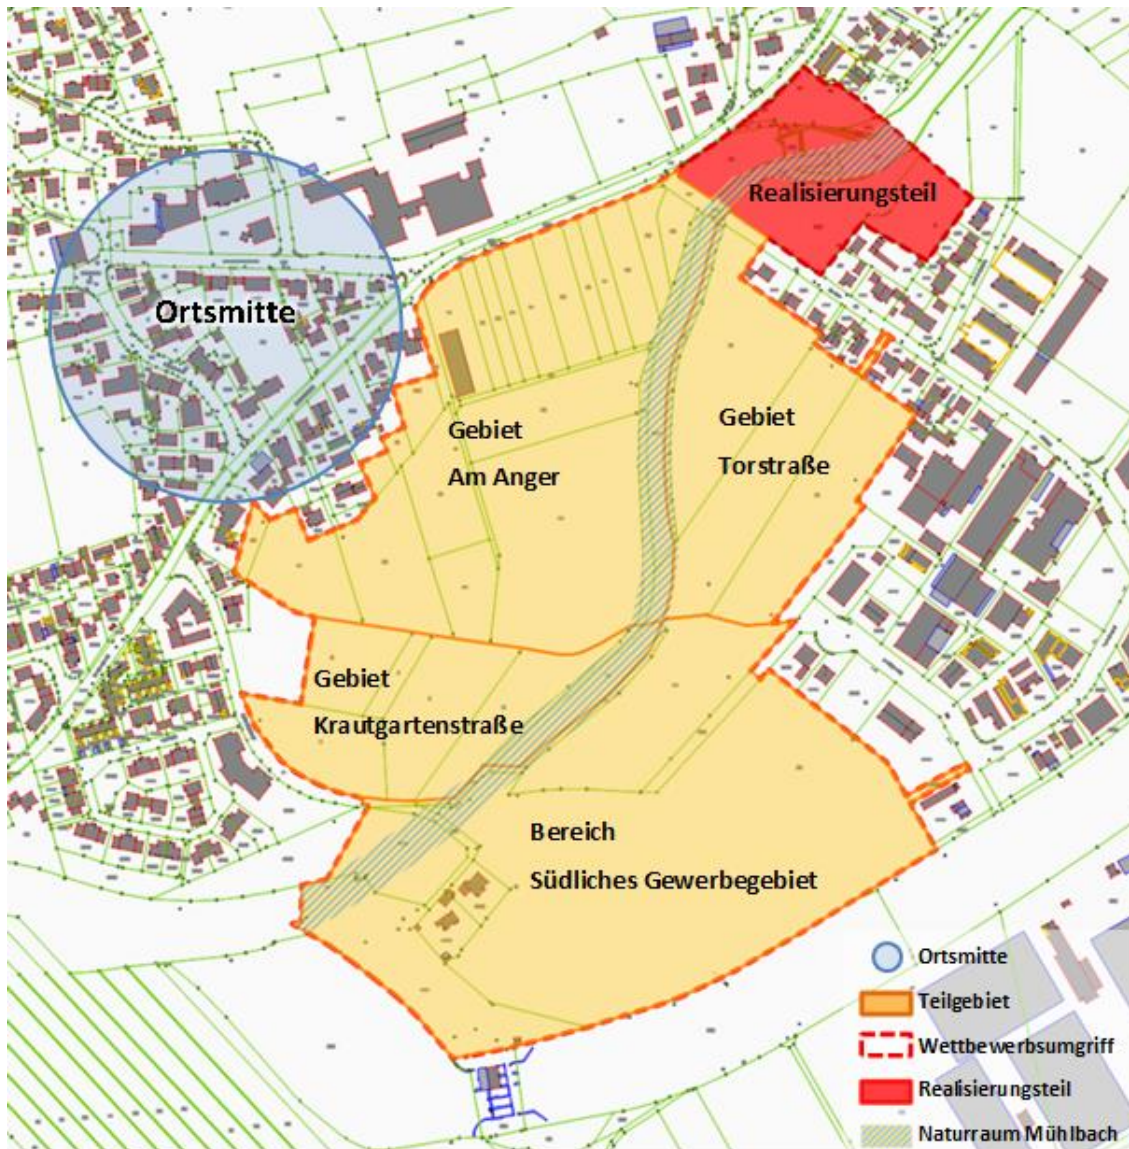 Realisierungsteil
Ortsmitte
Gebiet
Am Anger
Gebiet
Torstraße
Gebiet
Krautgartenstraße
Bereich
Südliches Gewerbegebiet
Ortsmitte
Teilgebiet
Wettbewerbsumgriff
Realisierungsteil
Naturraum Mühlbach